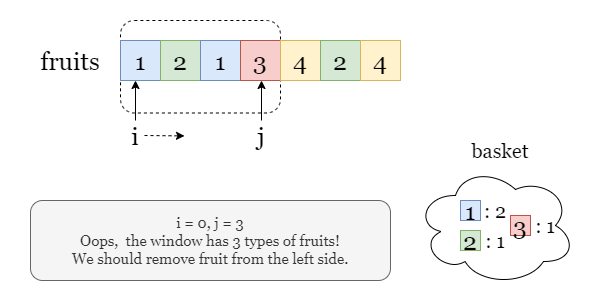 fruits 1 2 1 3 4 2 4
i j
basket
1 : 2
3 : 1
2 : 1
i = 0, j = 3
Oops, the window has 3 types of fruits!
We should remove fruit from the left side.